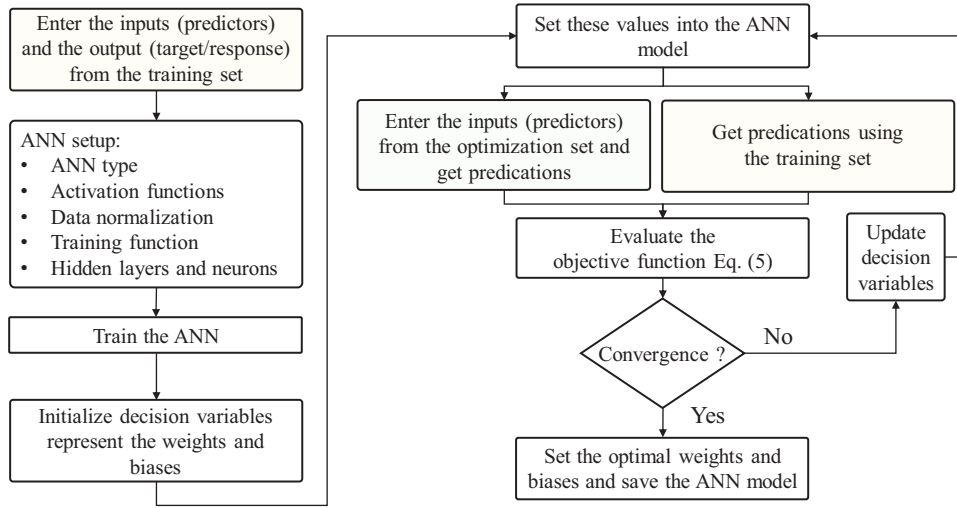 Enter the inputs (predictors)
and the output (target/response)
from the training set
ANN setup:
• ANN type
• Activation functions
• Data normalization
• Training function
• Hidden layers and neurons
Train the ANN
Initialize decision variables
represent the weights and
biases
Set these values into the ANN
model
Enter the inputs (predictors)
from the optimization set and
get predications
Get predications using
the training set
Evaluate the
objective function Eq. (5)
Update
decision
variables
Convergence ?
No
Yes
Set the optimal weights and
biases and save the ANN model